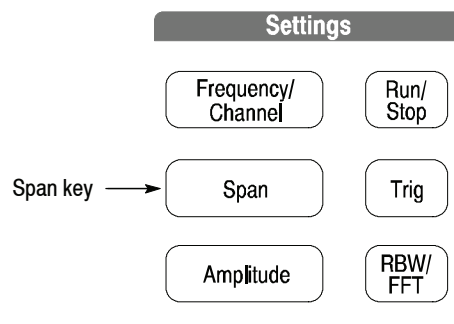 Settings
Frequency/
Channel
Run/
Stop
Span key
Span
Trig
Amplitude
RBW/
FFT